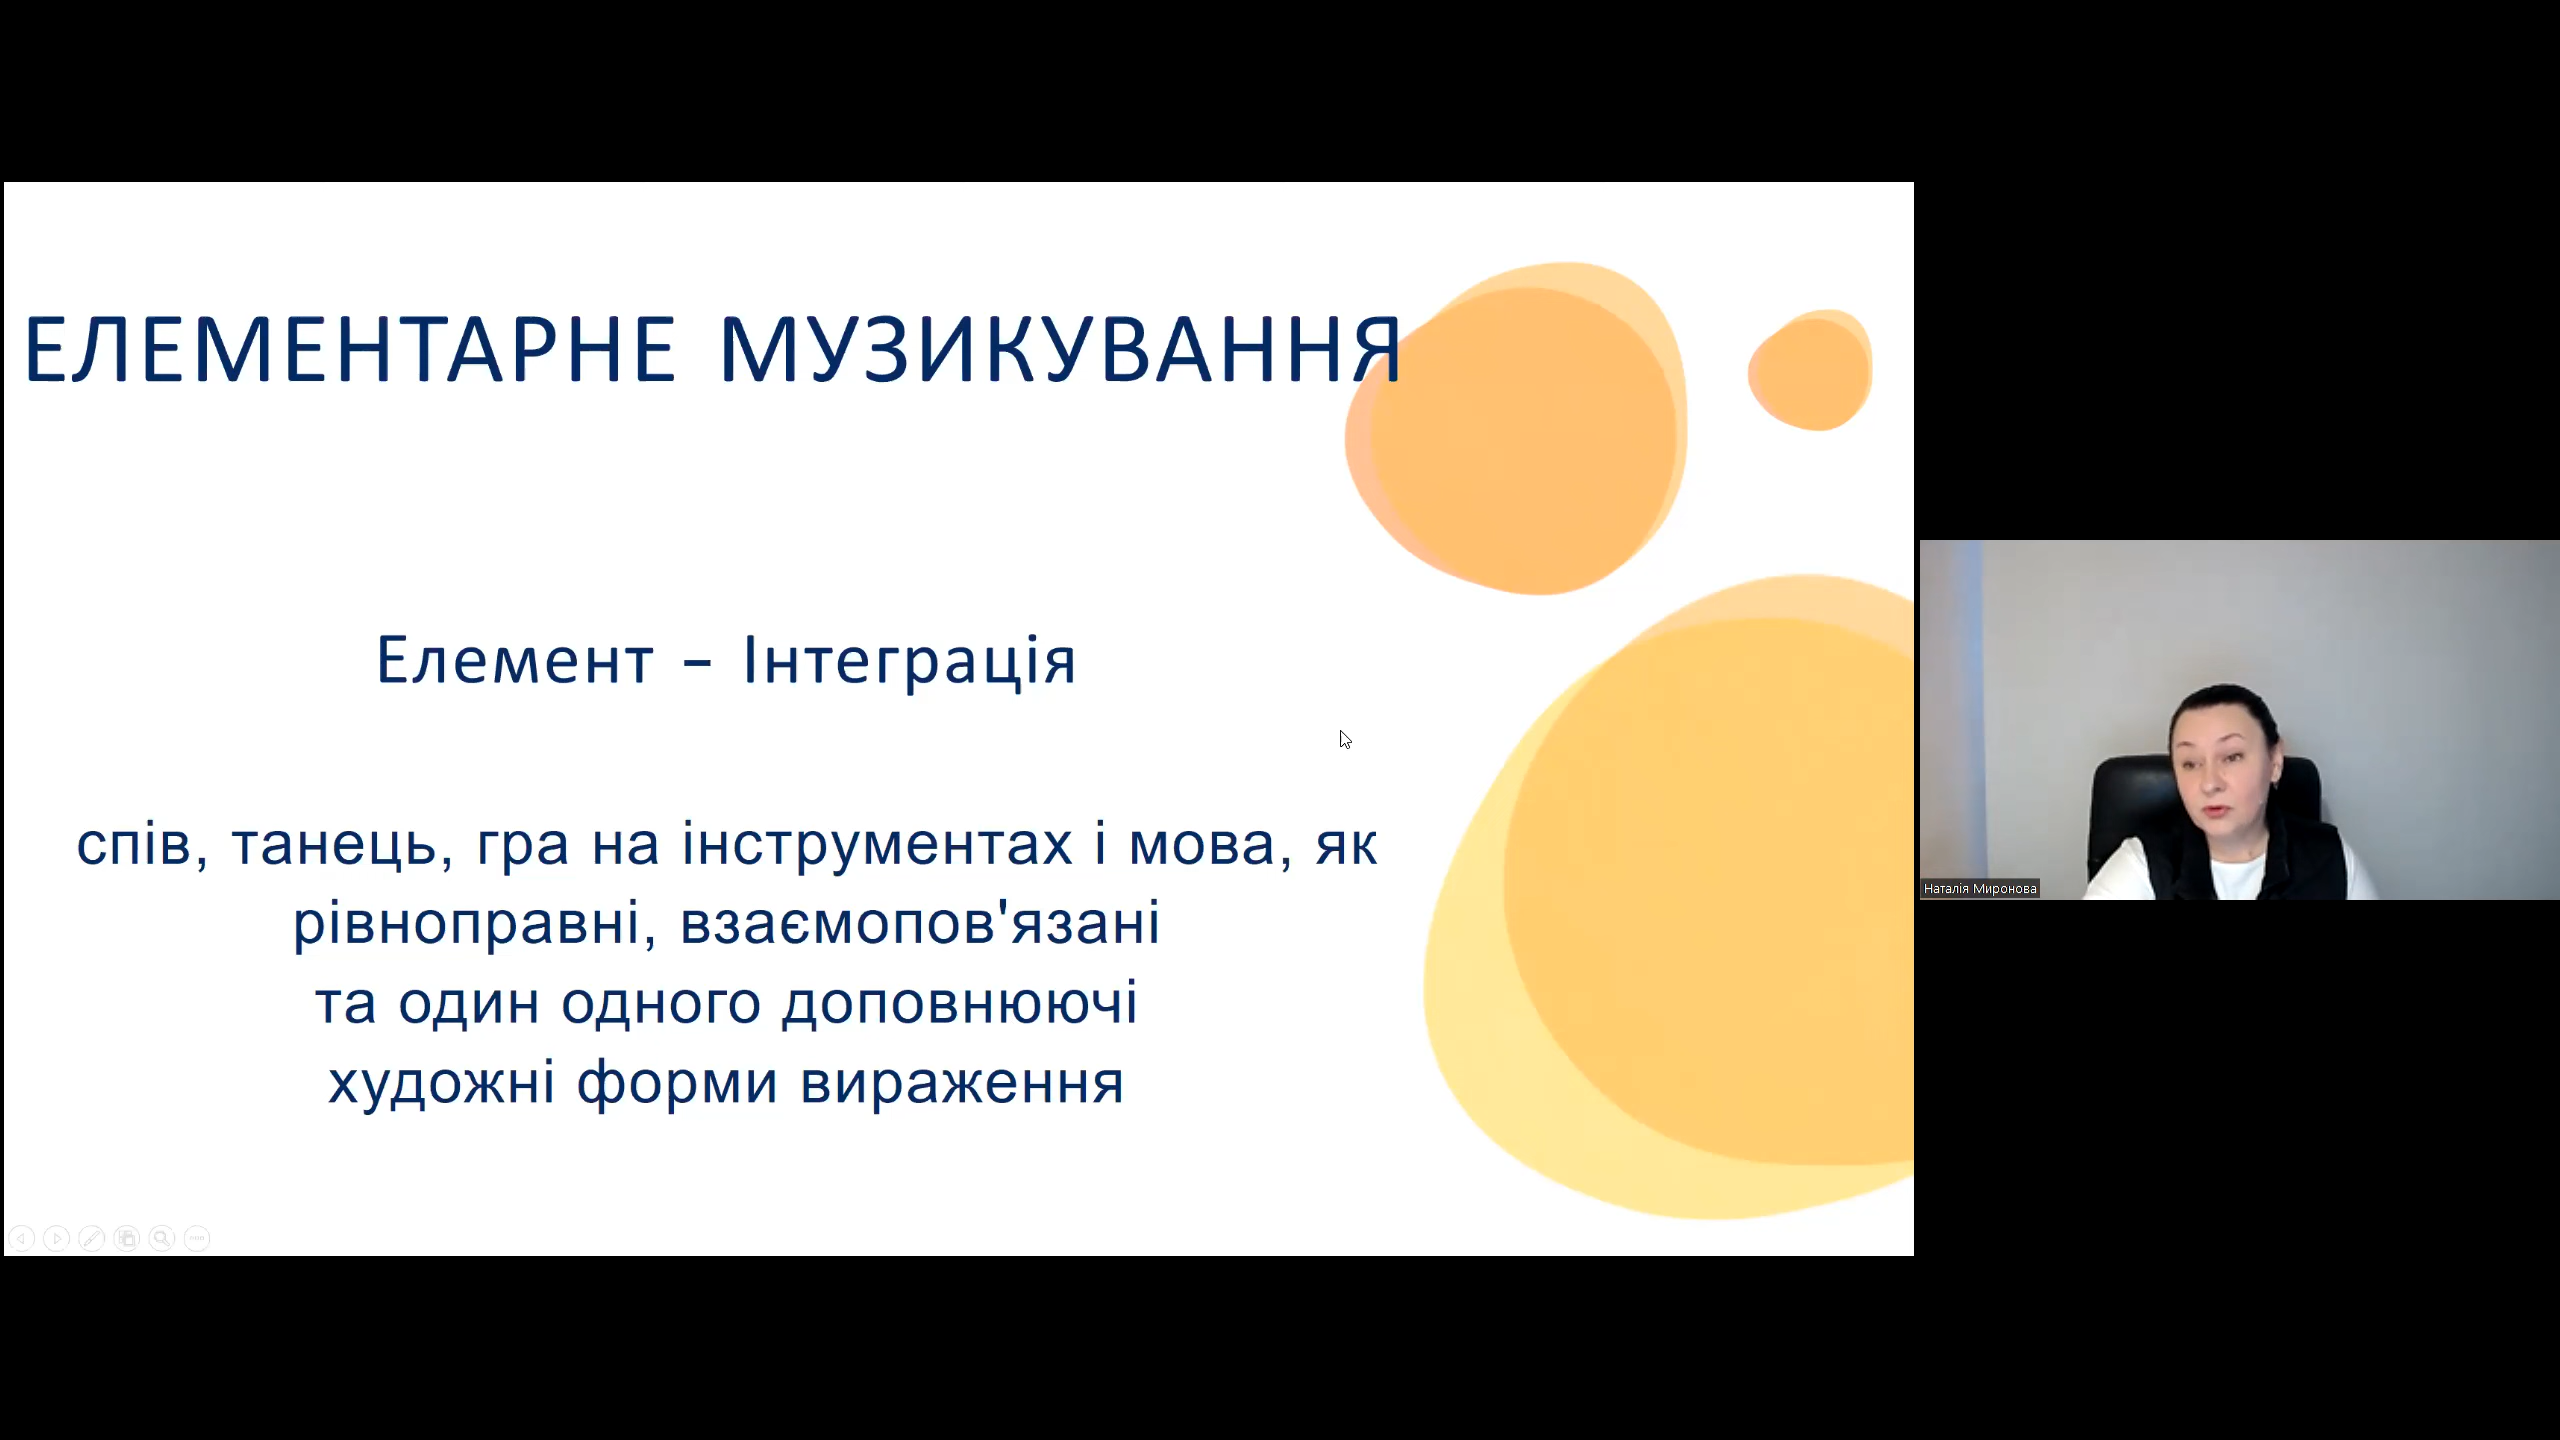 ЕЛЕМЕНТАРНЕ МУЗИКУВАННЯ
Елемент – Інтеграція
спів, танець, гра на інструментах і мова, як
рівноправні, взаємопов'язані
та один одного доповнюючі
художні форми вираження
Наталія Миронова